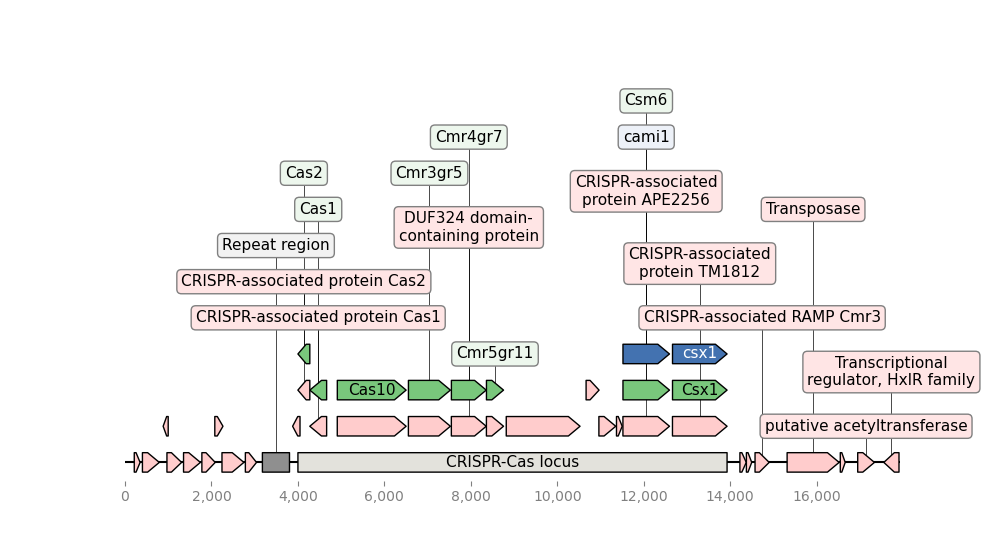 Csm6
Cmr4gr7
cami1
Cas2
Cmr3gr5
CRISPR-associated
protein APE2256
Cas1
DUF324 domain-
containing protein
Transposase
Repeat region
CRISPR-associated
protein TM1812
CRISPR-associated protein Cas2
CRISPR-associated protein Cas1
CRISPR-associated RAMP Cmr3
Cmr5gr11
csx1
Transcriptional
regulator, HxlR family
Cas10
Csx1
putative acetyltransferase
CRISPR-Cas locus
0 2,000 4,000 6,000 8,000 10,000 12,000 14,000 16,000